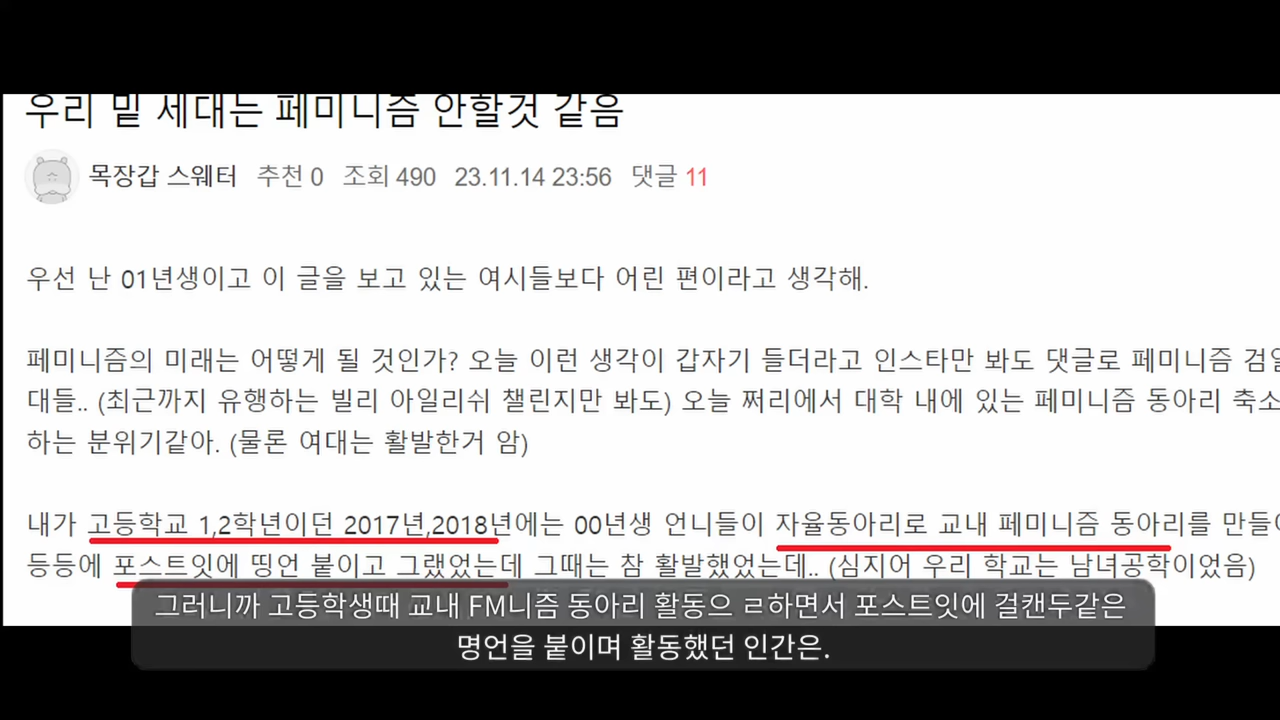 우리 밑 세대는 페미니즘 안할것 같음
목장갑 스웨터 추천 0 조회 490 23.11.14 23:56 댓글 11
우선 난 01년생이고 이 글을 보고 있는 여시들보다 어린 편이라고 생각해.
페미니즘의 미래는 어떻게 될 것인가? 오늘 이런 생각이 갑자기 들더라고 인스타만 봐도 댓글로 페미니즘
대들.. (최근까지 유행하는 빌리 아일리쉬 챌린지만 봐도) 오늘 쩌리에서 대학 내에 있는 페미니즘 동아리 축소
하는 분위기같아. (물론 여대는 활발한거 암)
내가 고등학교 1,2학년이던 2017년,2018년에는 00년생 언니들이 자율동아리로 교내 페미니즘 동아리를
등등에 포스트잇에 띵언 붙이고 그랬었는데 그때는 참 활발했었는데.. (심지어 우리 학교는 남녀공학이었음)
그러니까 고등학생때 교내 FM니즘 동아리 활동으 ㄹ하면서 포스트잇에 걸캔두같은
명언을 붙이며 활동했던 인간은.